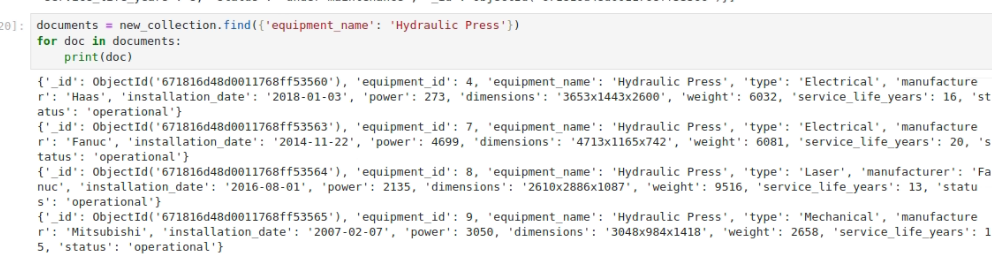 20]:
documents = new_collection.find({'equipment_name': 'Hydraulic Press'})
for doc in documents:
    print(doc)
{'_id': ObjectId('671816d48d0011768ff53560'), 'equipment_id': 4, 'equipment_name': 'Hydraulic Press', 'type': 'Electrical', 'manufacture
r': 'Haas', 'installation_date': '2018-01-03', 'power': 273, 'dimensions': '3653x1443x2600', 'weight': 6032, 'service_life_years': 16, 'st
atus': 'operational'}
{'_id': ObjectId('671816d48d0011768ff53563'), 'equipment_id': 7, 'equipment_name': 'Hydraulic Press', 'type': 'Electrical', 'manufacture
r': 'Fanuc', 'installation_date': '2014-11-22', 'power': 4699, 'dimensions': '4713x1165x742', 'weight': 6081, 'service_life_years': 20, 's
tatus': 'operational'}
{'_id': ObjectId('671816d48d0011768ff53564'), 'equipment_id': 8, 'equipment_name': 'Hydraulic Press', 'type': 'Laser', 'manufacturer': 'Fa
nuc', 'installation_date': '2016-08-01', 'power': 2135, 'dimensions': '2610x2886x1087', 'weight': 9516, 'service_life_years': 13, 'statu
s': 'operational'}
{'_id': ObjectId('671816d48d0011768ff53565'), 'equipment_id': 9, 'equipment_name': 'Hydraulic Press', 'type': 'Mechanical', 'manufacture
r': 'Mitsubishi', 'installation_date': '2007-02-07', 'power': 3050, 'dimensions': '3048x984x1418', 'weight': 2658, 'service_life_years': 1
5, 'status': 'operational'}